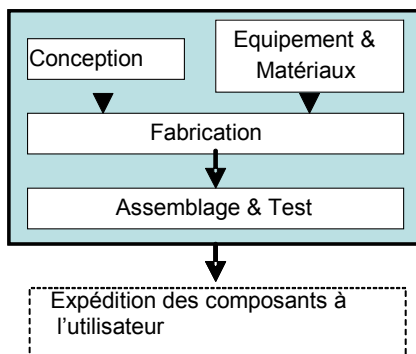 Conception
Equipement &
Matériaux
Fabrication
Assemblage & Test
Expédition des composants à
l’utilisateur